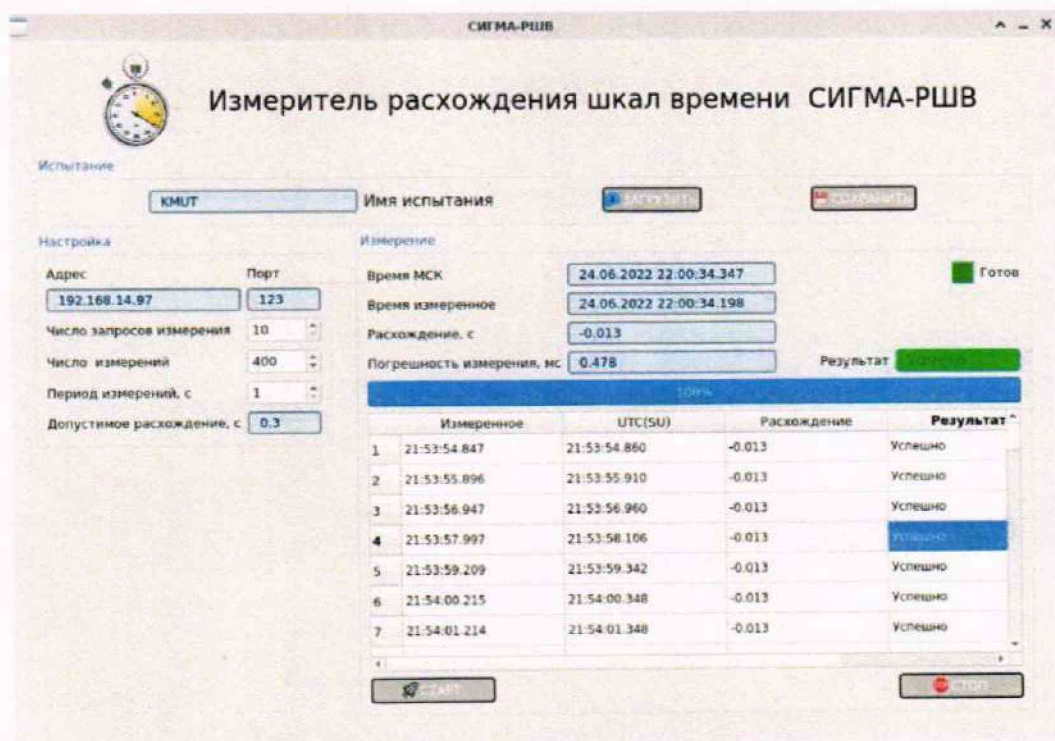 СИГМА-РШВ
Измеритель расхождения шкал времени СИГМА-РШВ
Испытание
KMUT Имя испытания ЗАГРУЗИТЬ СОХРАНИТЬ
Настройка
Адрес Порт
192.168.14.97 123
Число запросов измерения 10
Число измерений 400
Период измерений, с 1
Допустимое расхождение, с 0.3
Измерение
Время МСК 24.06.2022 22:00:34.347 Готов
Время измеренное 24.06.2022 22:00:34.198
Расхождение, с -0.013
Погрешность измерения, мс 0.478 Результат Успешно
100%
Измеренное UTC(SU) Расхождение Результат
1 21:53:54.847 21:53:54.860 -0.013 Успешно
2 21:53:55.896 21:53:55.910 -0.013 Успешно
3 21:53:56.947 21:53:56.960 -0.013 Успешно
4 21:53:57.997 21:53:58.106 -0.013 Успешно
5 21:53:59.209 21:53:59.342 -0.013 Успешно
6 21:54:00.215 21:54:00.348 -0.013 Успешно
7 21:54:01.214 21:54:01.348 -0.013 Успешно
СТАРТ СТОП